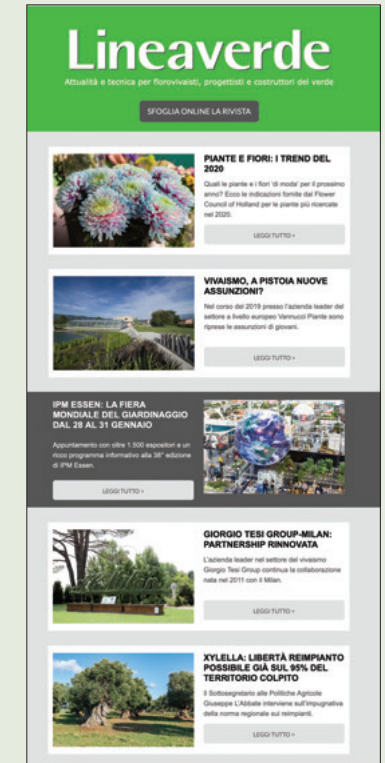 Lineaverde
Attualità e tecnica per florovivaisti, progettisti e costruttori del verde
SFOGLIA ONLINE LA RIVISTA
PIANTE E FIORI: I TREND DEL
2020
Quali le piante e i fiori 'di moda' per il prossimo
anno? Ecco le indicazioni fornite dal Flower
Council of Holland per le piante più ricercate
nel 2020.
LEGGI TUTTO »
VIVAISMO, A PISTOIA NUOVE
ASSUNZIONI?
Nel corso del 2019 presso l'azienda leader del
settore a livello europeo Vannucci Piante sono
riprese le assunzioni di giovani.
LEGGI TUTTO »
IPM ESSEN: LA FIERA
MONDIALE DEL GIARDINAGGIO
DAL 28 AL 31 GENNAIO
Appuntamento con oltre 1.500 espositori e un
ricco programma informativo alla 38° edizione
di IPM Essen.
LEGGI TUTTO »
GIORGIO TESI GROUP-MILAN:
PARTNERSHIP RINNOVATA
L'azienda leader nel settore del vivaismo
Giorgio Tesi Group continua la collaborazione
nata nel 2011 con il Milan.
LEGGI TUTTO »
XYLELLA: LIBERTÀ REIMPIANTO
POSSIBILE GIÀ SUL 95% DEL
TERRITORIO COLPITO
Il Sottosegretario alle Politiche Agricole
Giuseppe L'Abbate interviene sull'impugnativa
della norma regionale sui reimpianti.
LEGGI TUTTO »